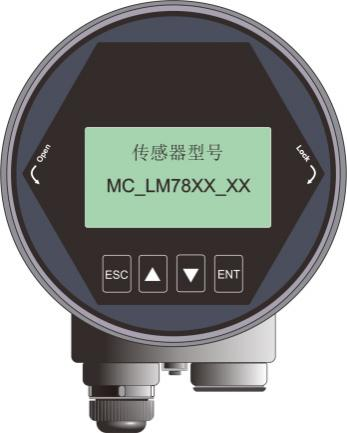 Open
Lock
传感器型号
MC_LM78XX_XX
ESC
ENT